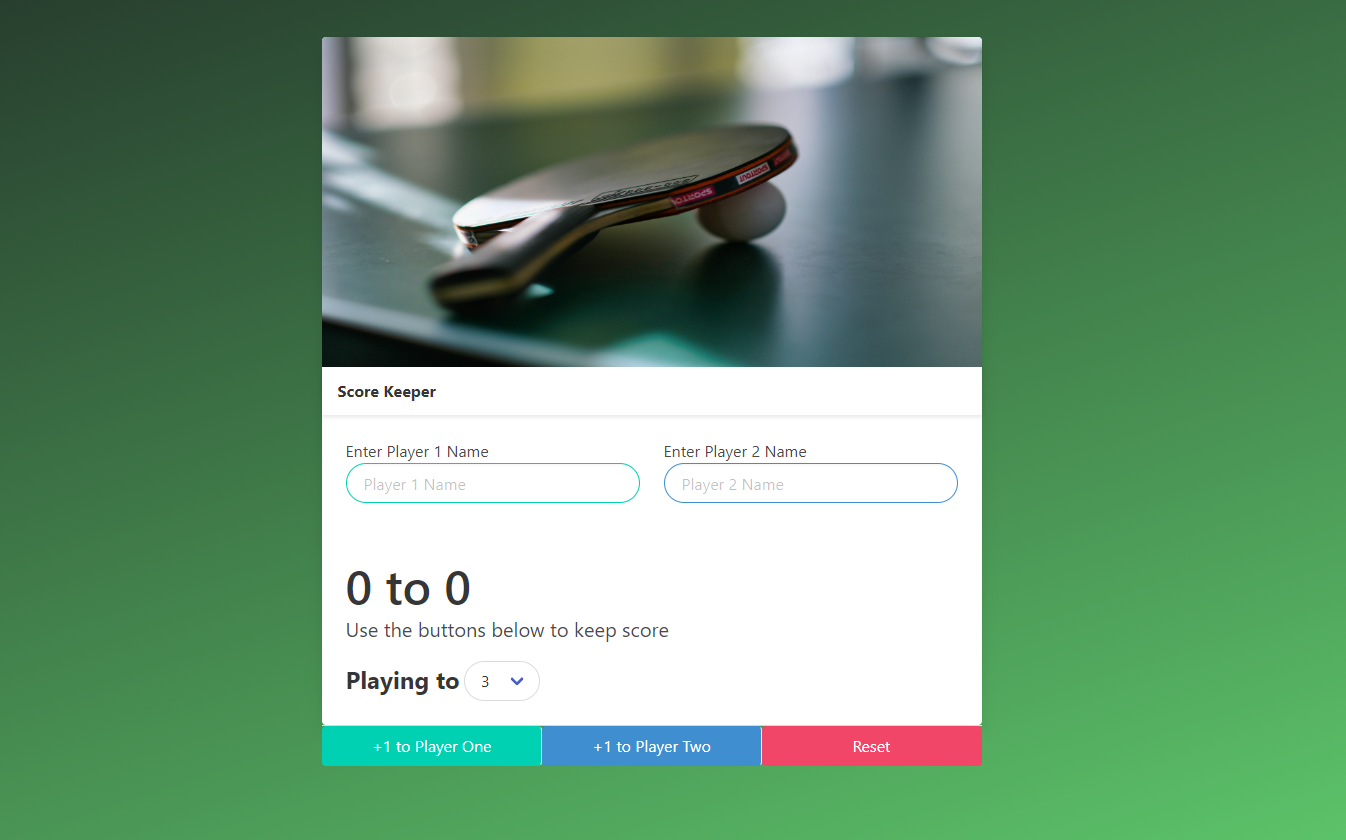 SPORTOUT
Score Keeper
Enter Player 1 Name
Enter Player 2 Name
Player 1 Name
Player 2 Name
0 to 0
Use the buttons below to keep score
Playing to 3
+1 to Player One
+1 to Player Two
Reset